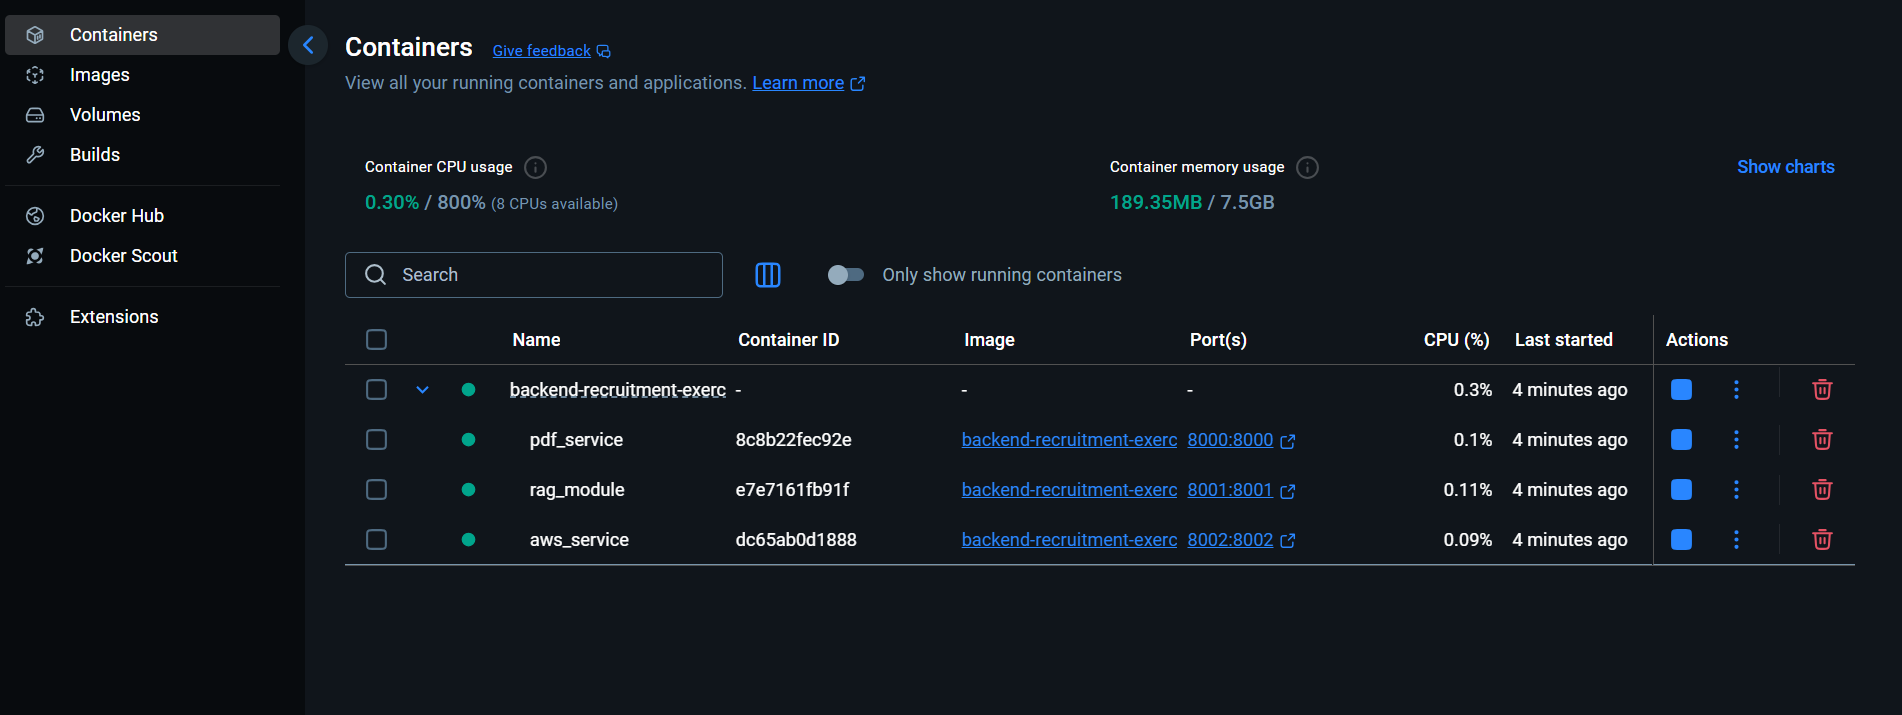 Containers
Images
Volumes
Builds
Docker Hub
Docker Scout
Extensions
Containers Give feedback
View all your running containers and applications. Learn more
Container CPU usage
0.30% / 800% (8 CPUs available)
Container memory usage
189.35MB / 7.5GB
Show charts
Search
Only show running containers
Name Container ID Image Port(s) CPU (%) Last started Actions
backend-recruitment-exerc - - - 0.3% 4 minutes ago
pdf_service 8c8b22fec92e backend-recruitment-exerc 8000:8000 0.1% 4 minutes ago
rag_module e7e7161fb91f backend-recruitment-exerc 8001:8001 0.11% 4 minutes ago
aws_service dc65ab0d1888 backend-recruitment-exerc 8002:8002 0.09% 4 minutes ago